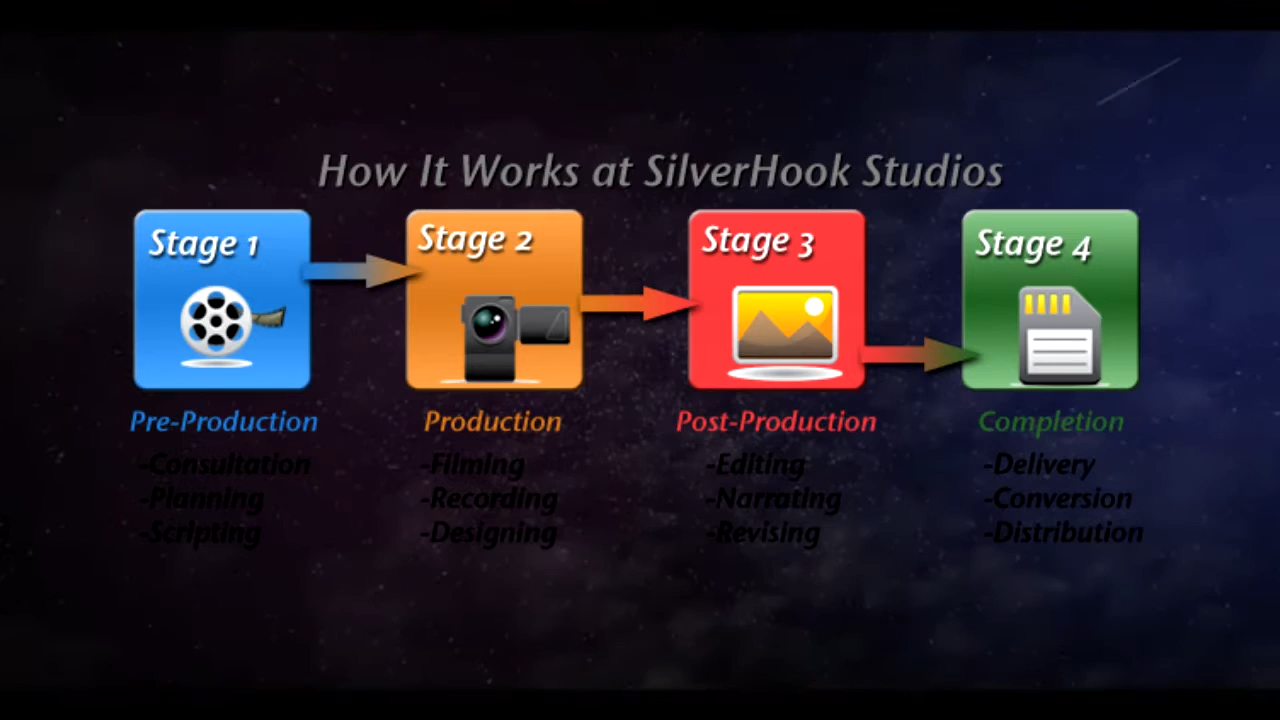 How It Works at SilverHook Studios
Stage 1
Stage 2
Stage 3
Stage 4
Pre-Production
Production
Post-Production
Completion
-Consultation
-Planning
-Scripting
-Filming
-Recording
-Designing
-Editing
-Narrating
-Revising
-Delivery
-Conversion
-Distribution